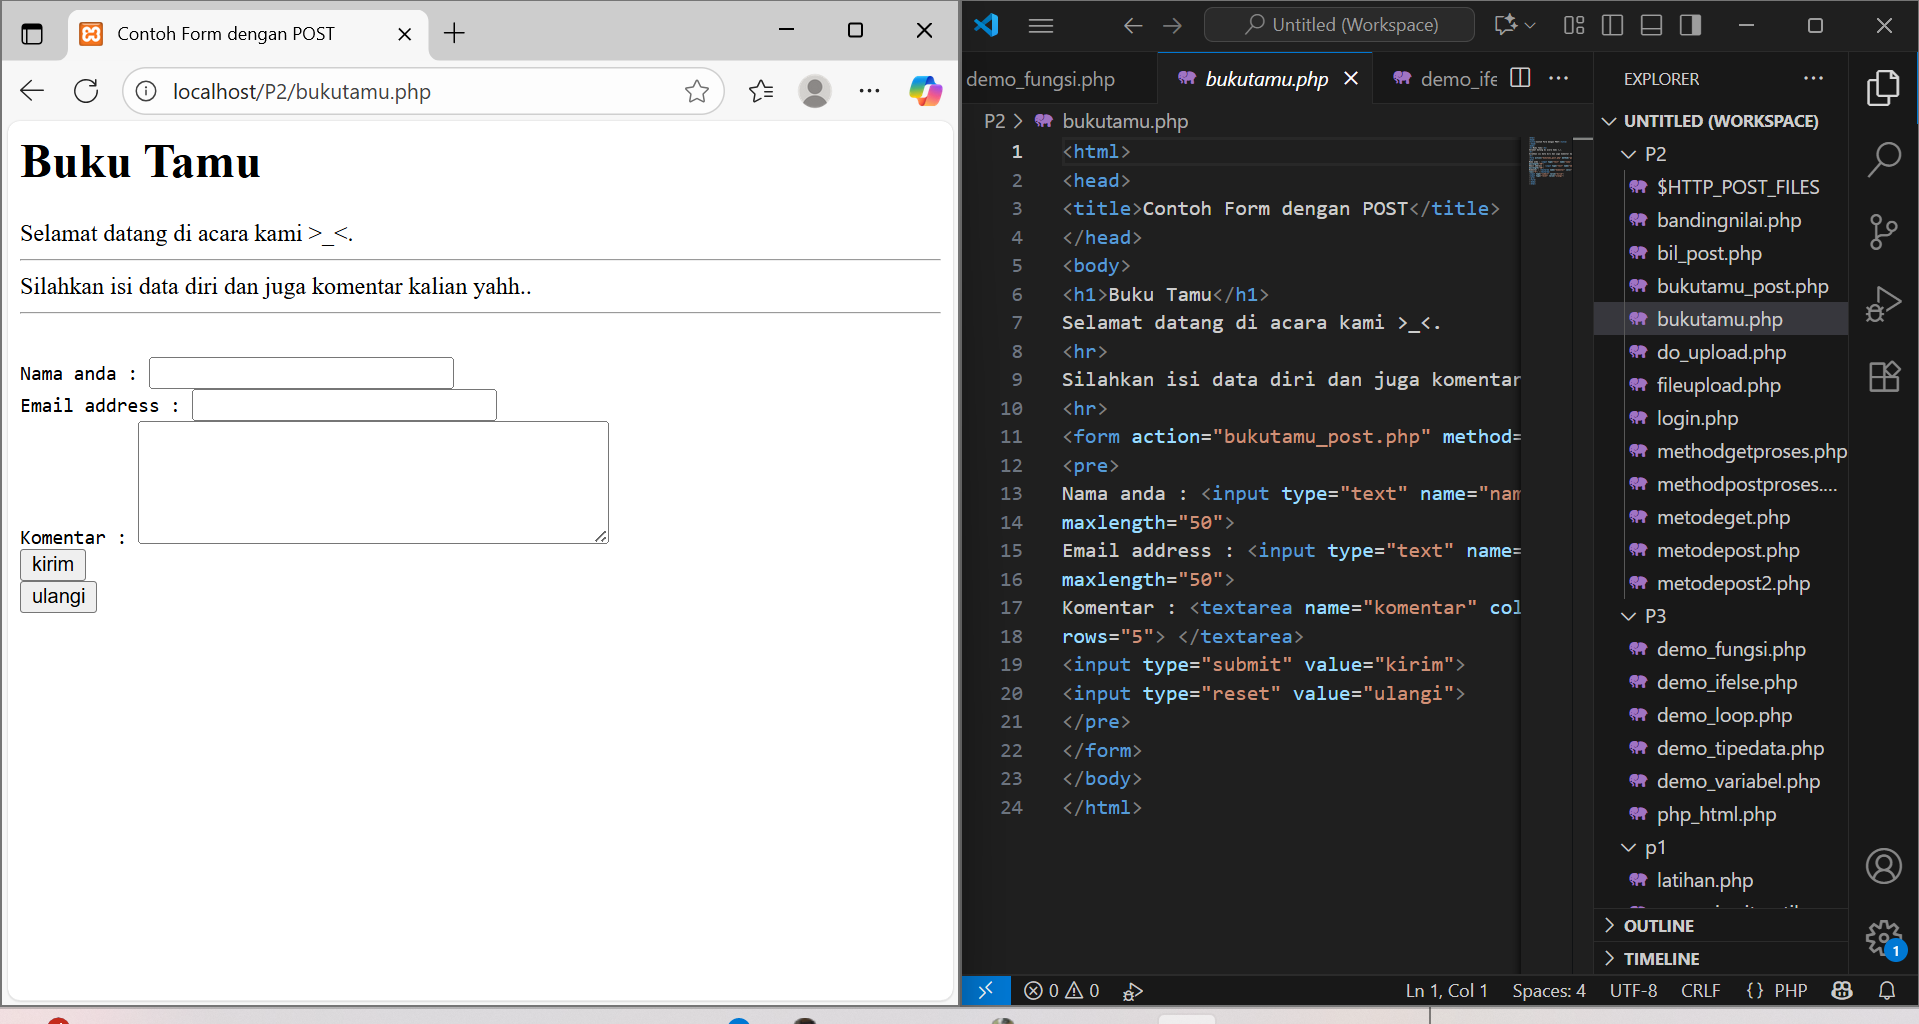 Contoh Form dengan POST
localhost/P2/bukutamu.php
Buku Tamu
Selamat datang di acara kami >_<.
Silahkan isi data diri dan juga komentar kalian yahh..
Nama anda :
Email address :
Komentar :
kirim
ulangi
Untitled (Workspace)
demo_fungsi.php
bukutamu.php
demo_ife
P2 > bukutamu.php
1 <html>
2 <head>
3 <title>Contoh Form dengan POST</title>
4 </head>
5 <body>
6 <h1>Buku Tamu</h1>
7 Selamat datang di acara kami >_<.
8 <hr>
9 Silahkan isi data diri dan juga komentar
10 <hr>
11 <form action="bukutamu_post.php" method=
12 <pre>
13 Nama anda : <input type="text" name="nam
14 maxlength="50">
15 Email address : <input type="text" name=
16 maxlength="50">
17 Komentar : <textarea name="komentar" col
18 rows="5"> </textarea>
19 <input type="submit" value="kirim">
20 <input type="reset" value="ulangi">
21 </pre>
22 </form>
23 </body>
24 </html>
EXPLORER
UNTITLED (WORKSPACE)
P2
$HTTP_POST_FILES
bandingnilai.php
bil_post.php
bukutamu_post.php
bukutamu.php
do_upload.php
fileupload.php
login.php
methodgetproses.php
methodpostproses....
metodeget.php
metodepost.php
metodepost2.php
P3
demo_fungsi.php
demo_ifelse.php
demo_loop.php
demo_tipedata.php
demo_variabel.php
php_html.php
p1
latihan.php
OUTLINE
TIMELINE
1
0 0
Ln 1, Col 1
Spaces: 4
UTF-8
CRLF
{} PHP